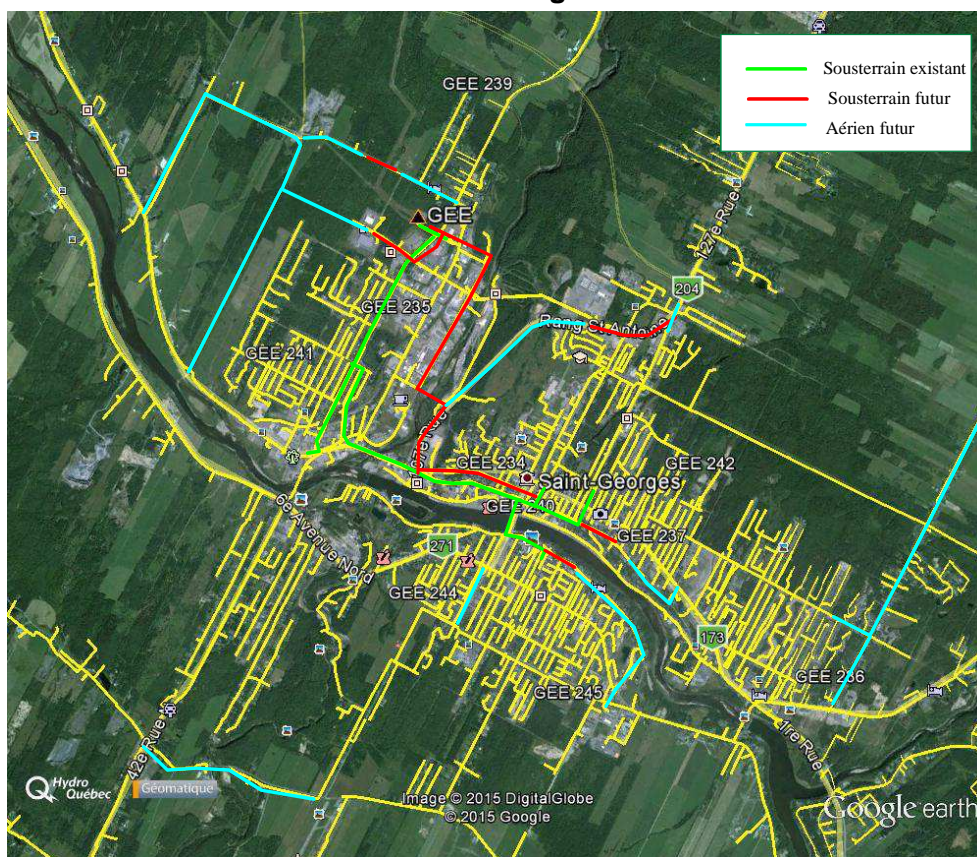 Sousterrain existant
Sousterrain futur
Aérien futur
GEE 239
127e Rue
GEE
204
GEE 235
Rang St Antoine
GEE 241
GEE 234
GEE 242
Saint-Georges
GEE 240
6e Avenue Nord
271
GEE 237
GEE 244
173
GEE 236
GEE 245
1re Rue
42e Rue
Hydro
Québec
Géomatique
Image © 2015 DigitalGlobe
© 2015 Google
Google earth